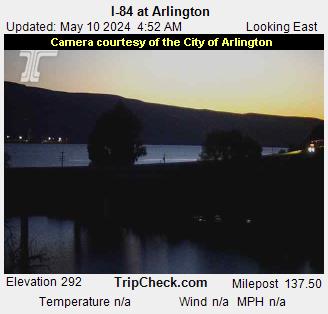 I-84 at Arlington
Updated: May 10 2024 4:52 AM Looking East
Camera courtesy of the City of Arlington
Elevation 292 TripCheck.com Milepost 137.50
Temperature n/a Wind n/a MPH n/a